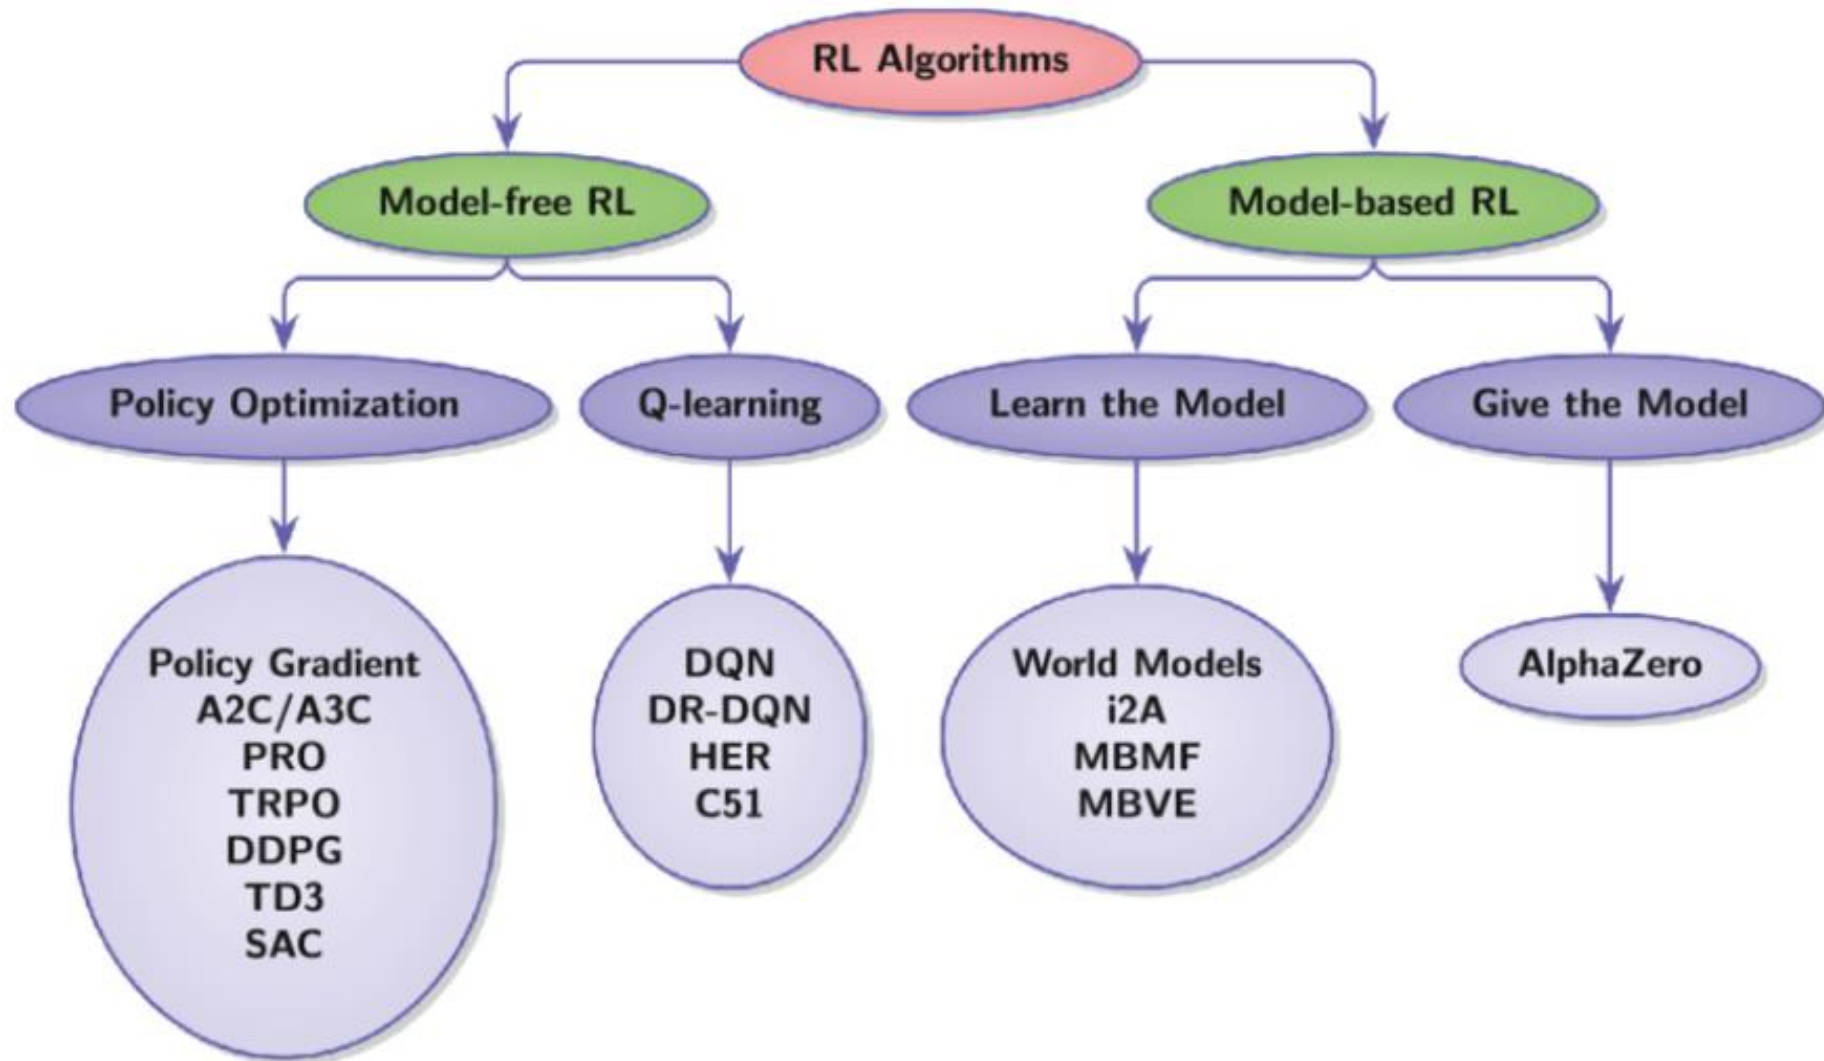 RL Algorithms
Model-free RL
Model-based RL
Policy Optimization
Q-learning
Learn the Model
Give the Model
Policy Gradient
A2C/A3C
PRO
TRPO
DDPG
TD3
SAC
DQN
DR-DQN
HER
C51
World Models
i2A
MBMF
MBVE
AlphaZero